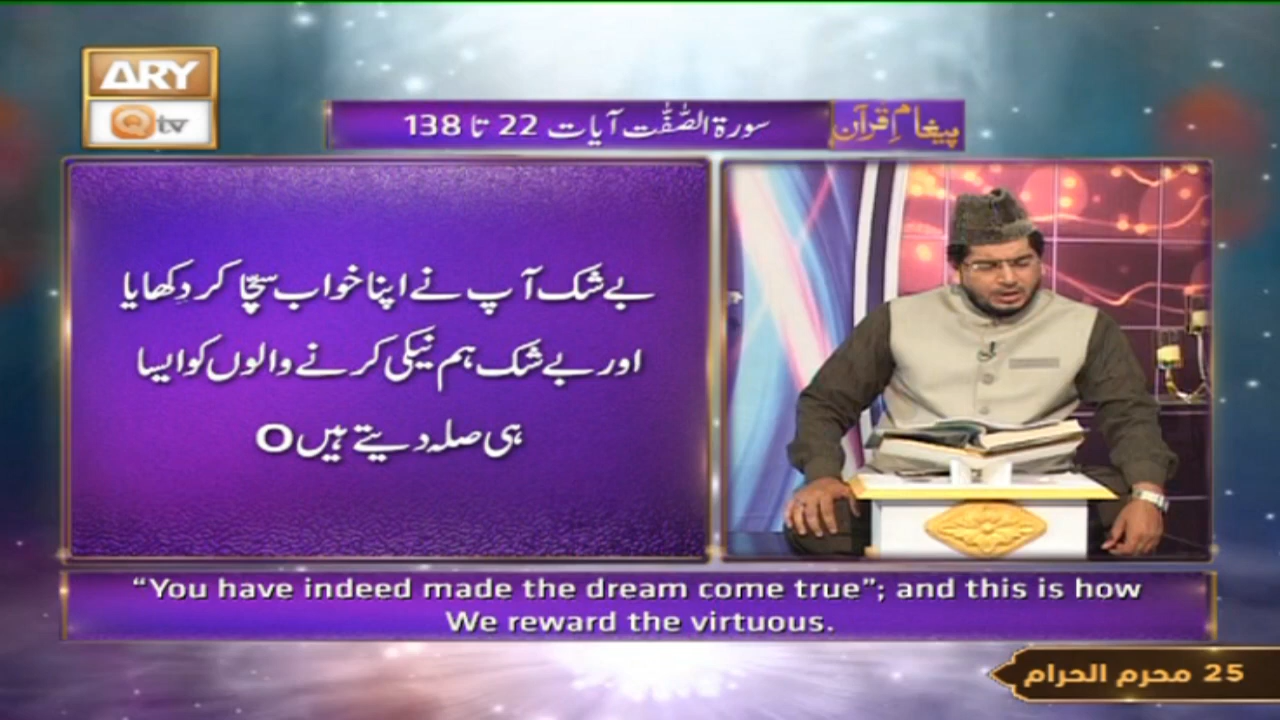 ARY
Qtv
پیغامِ قرآن
سورۃ الصّٰٓفّٰت آیات 22 تا 138
بے شک آپ نے اپنا خواب سچّا کر دِکھایا
اور بے شک ہم نیکی کرنے والوں کو ایسا
ہی صلہ دیتے ہیں O
“You have indeed made the dream come true”; and this is how
We reward the virtuous.
25 محرم الحرام